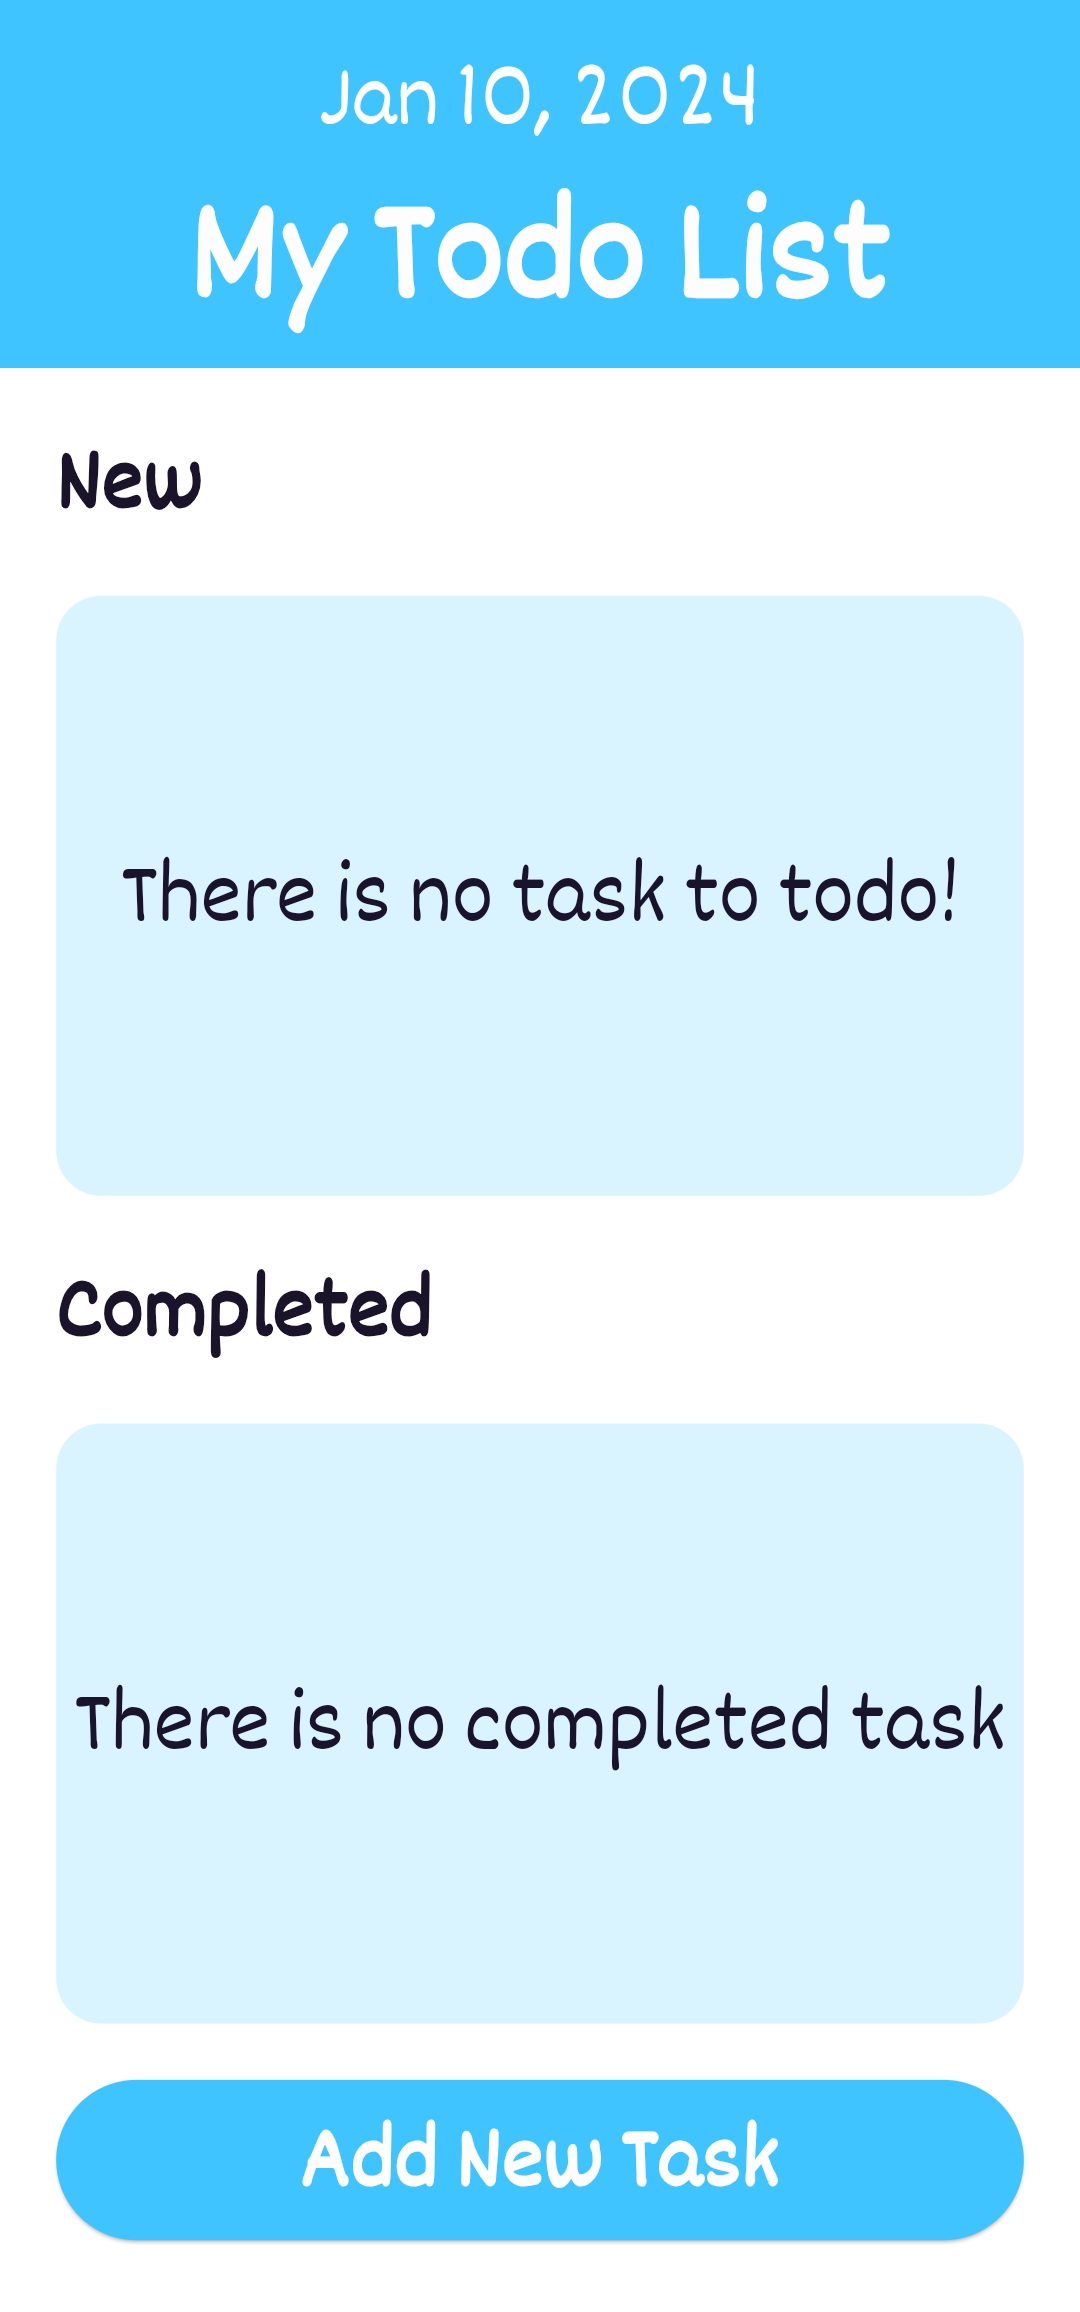 Jan 10, 2024
My Todo List
New
There is no task to todo!
Completed
There is no completed task
Add New Task